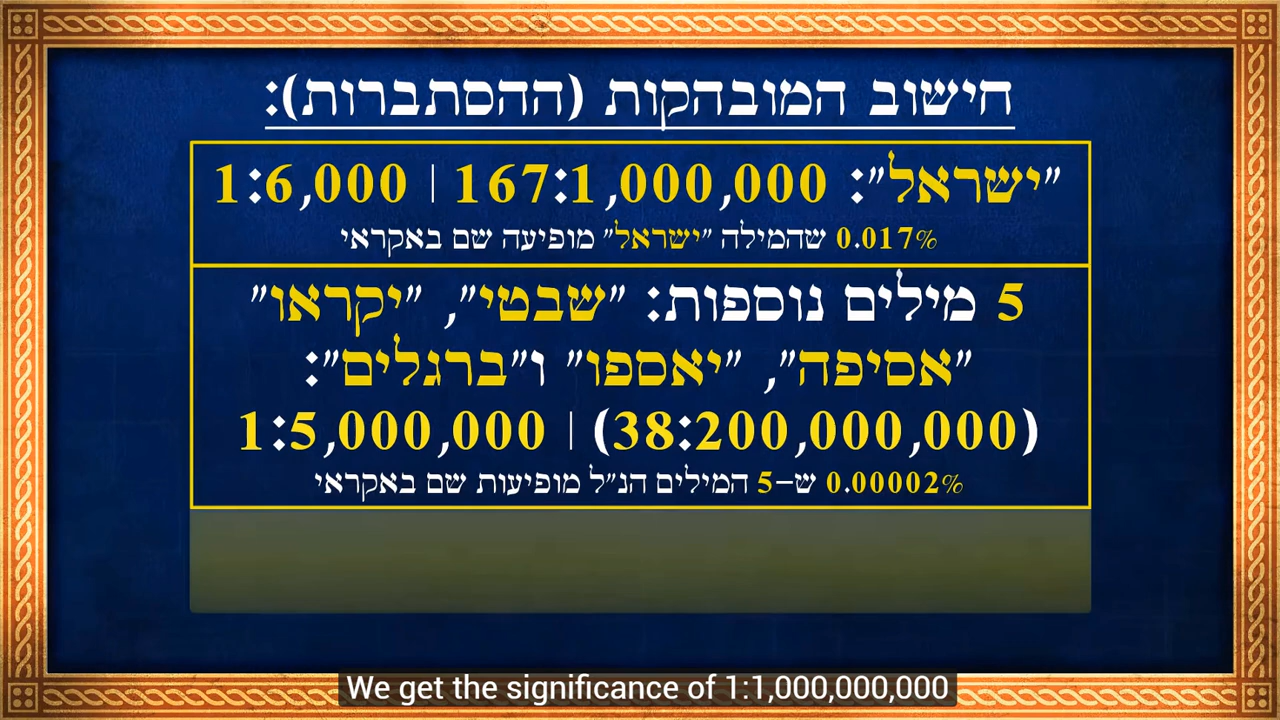 חישוב המובהקות (ההסתברות):
"ישראל": 167:1,000,000 | 1:6,000
0.017% שהמילה "ישראל" מופיעה שם באקראי
5 מילים נוספות: "שבטי", "יקראו"
"אסיפה", "יאספו" ו"ברגלים":
(38:200,000,000) | 1:5,000,000
0.00002% ש-5 המילים הנ"ל מופיעות שם באקראי
We get the significance of 1:1,000,000,000